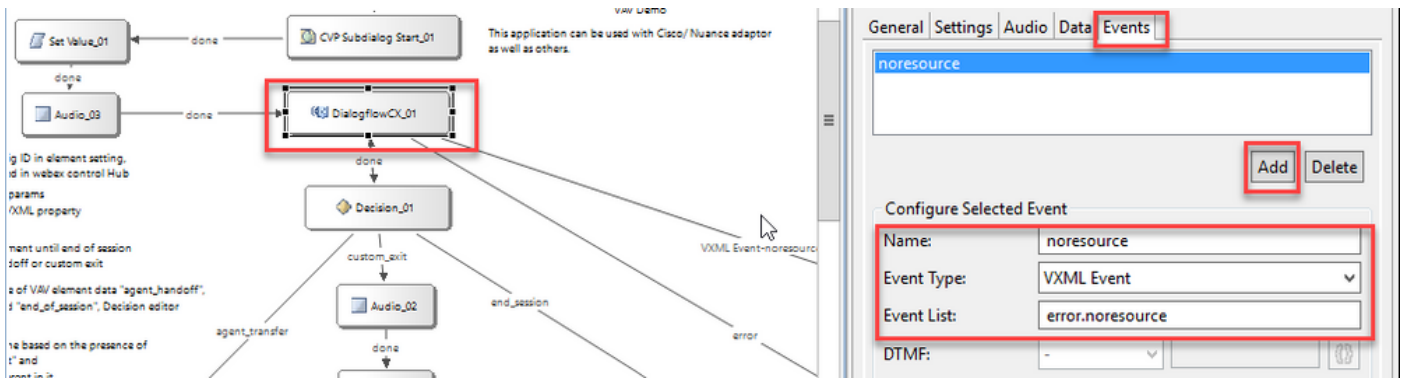 VAV Demo
Set Value_01
done
CVP Subdialog Start_01
This application can be used with Cisco/ Nuance adaptor
as well as others.
done
Audio_03
done
DialogflowCX_01
ig ID in element setting,
in webex control Hub
params
VXML property
done
Decision_01
ment until end of session
doff or custom exit
custom_exit
VXML Event-noresourc
e of VAV element data "agent_handoff",
"end_of_session", Decision editor
Audio_02
end_session
agent_transfer
error
ne based on the presence of
and
done
in it
General
Settings
Audio
Data
Events
noresource
Add
Delete
Configure Selected Event
Name:
noresource
Event Type:
VXML Event
Event List:
error.noresource
DTMF:
-